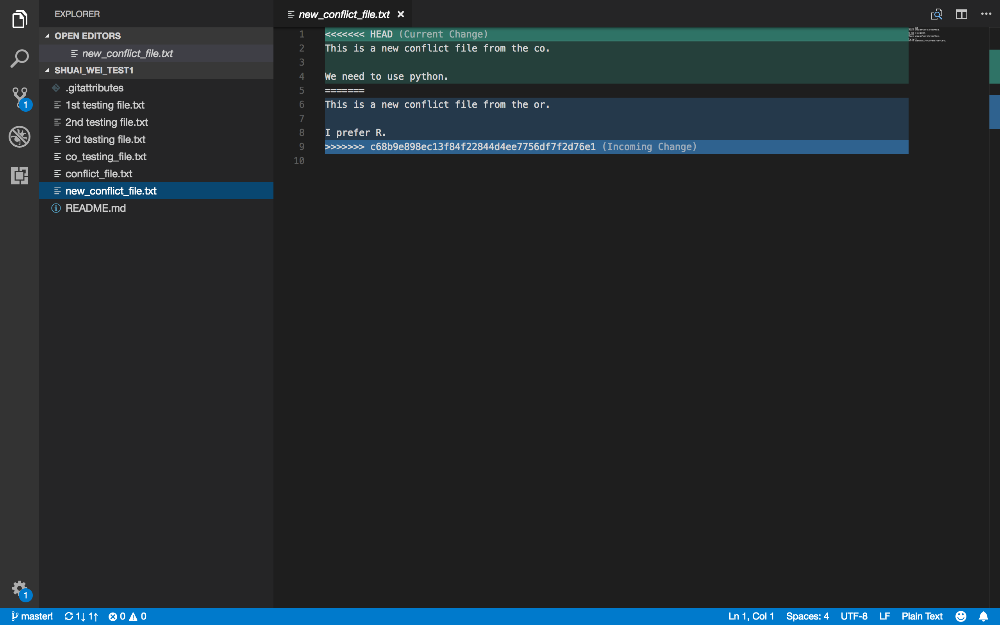 EXPLORER
OPEN EDITORS
new_conflict_file.txt
SHUAI_WEI_TEST1
.gitattributes
1st testing file.txt
2nd testing file.txt
3rd testing file.txt
co_testing_file.txt
conflict_file.txt
new_conflict_file.txt
README.md
1
1
new_conflict_file.txt ×
1 <<<<<<< HEAD (Current Change)
2 This is a new conflict file from the co.
3
4 We need to use python.
5 =======
6 This is a new conflict file from the or.
7
8 I prefer R.
9 >>>>>>> c68b9e898ec13f84f22844d4ee7756df7f2d76e1 (Incoming Change)
10
master! 1↓ 1↑ 0 0 Ln 1, Col 1 Spaces: 4 UTF-8 LF Plain Text